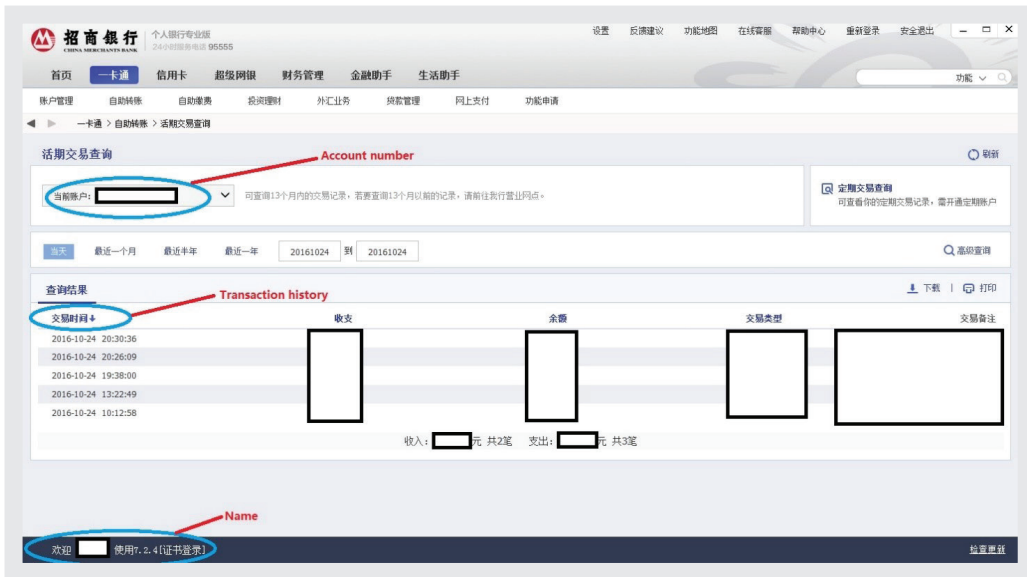 招商银行 个人银行专业版
CHINA MERCHANTS BANK 24小时服务电话 95555
设置 反馈建议 功能地图 在线客服 帮助中心 重新登录 安全退出
首页 一卡通 信用卡 超级网银 财务管理 金融助手 生活助手 功能
账户管理 自助转账 自助缴费 投资理财 外汇业务 贷款管理 网上支付 功能申请
一卡通 > 自助转账 > 活期交易查询
活期交易查询 Account number 刷新
当前账户: 可查询13个月内的交易记录,若要查询13个月以前的记录,请前往我行营业网点。
定期交易查询
可查看你的定期交易记录,需开通定期账户
当天 最近一个月 最近半年 最近一年 20161024 到 20161024 高级查询
查询结果 Transaction history 下载 | 打印
交易时间↓ 收支 余额 交易类型 交易备注
2016-10-24 20:30:36
2016-10-24 20:26:09
2016-10-24 19:38:00
2016-10-24 13:22:49
2016-10-24 10:12:58
收入: 元 共2笔 支出: 元 共3笔
Name
欢迎 使用7.2.4[证书登录] 检查更新